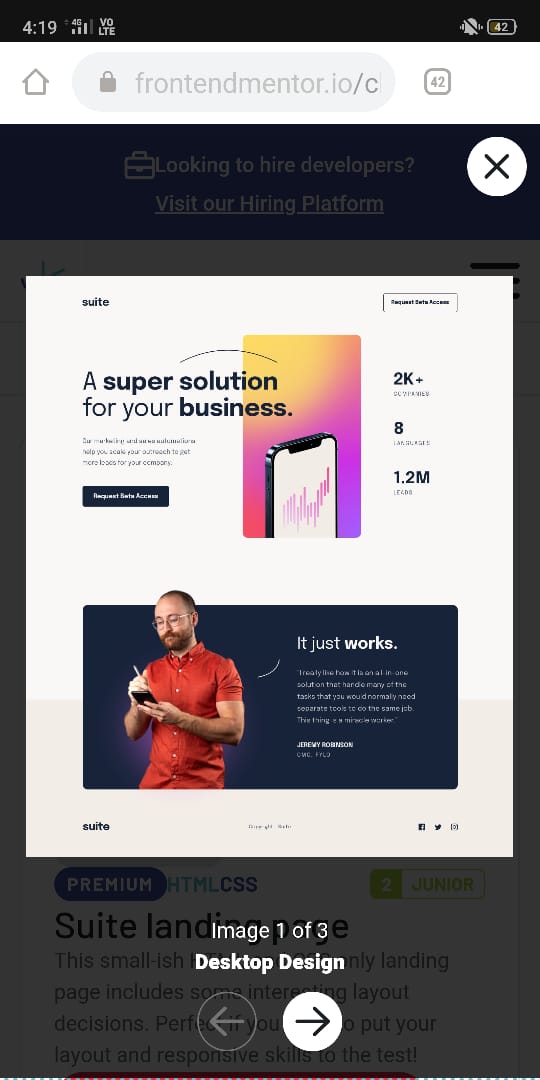 4:19 4G VO LTE 42
frontendmentor.io/c
42
Looking to hire developers?
Visit our Hiring Platform
suite
Request Beta Access
A super solution
for your business.
Our marketing and sales automations
help you scale your outreach to get
more leads for your company.
Request Beta Access
2K+
COMPANIES
8
LANGUAGES
1.2M
LEADS
It just works.
"I really like how it is an all-in-one
solution that handle many of the
tasks that you would normally need
separate tools to do the same job.
This thing is a miracle worker."
JEREMY ROBINSON
CMO, FYLO
suite
Copyright - Suite
PREMIUM HTML CSS 2 JUNIOR
Suite landing page
Image 1 of 3
This small-ish only landing
Desktop Design
page includes some interesting layout
decisions. Perfect if you to put your
layout and responsive skills to the test!